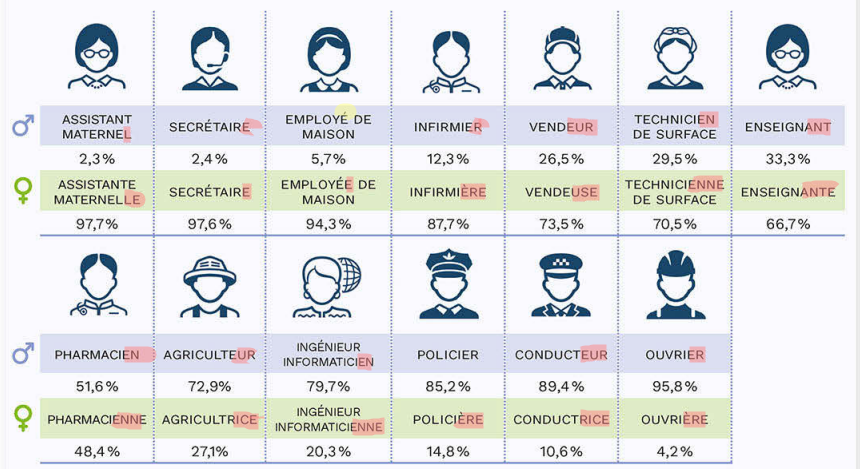 ASSISTANT MATERNEL
SECRÉTAIRE
EMPLOYÉ DE MAISON
INFIRMIER
VENDEUR
TECHNICIEN DE SURFACE
ENSEIGNANT
2,3 %
2,4 %
5,7 %
12,3 %
26,5 %
29,5 %
33,3 %
ASSISTANTE MATERNELLE
SECRÉTAIRE
EMPLOYÉE DE MAISON
INFIRMIÈRE
VENDEUSE
TECHNICIENNE DE SURFACE
ENSEIGNANTE
97,7 %
97,6 %
94,3 %
87,7 %
73,5 %
70,5 %
66,7 %
PHARMACIEN
AGRICULTEUR
INGÉNIEUR INFORMATICIEN
POLICIER
CONDUCTEUR
OUVRIER
51,6 %
72,9 %
79,7 %
85,2 %
89,4 %
95,8 %
PHARMACIENNE
AGRICULTRICE
INGÉNIEUR INFORMATICIENNE
POLICIÈRE
CONDUCTRICE
OUVRIÈRE
48,4 %
27,1 %
20,3 %
14,8 %
10,6 %
4,2 %